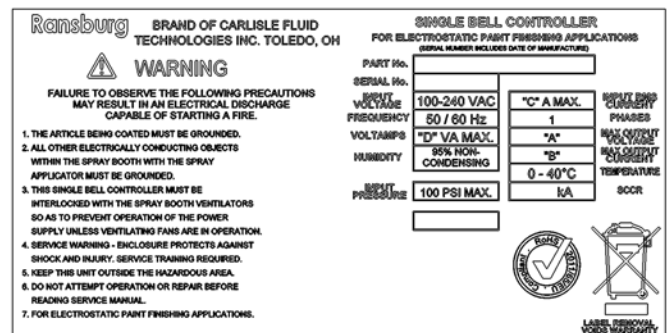 Ransburg
BRAND OF CARLISLE FLUID
TECHNOLOGIES INC. TOLEDO, OH
WARNING
FAILURE TO OBSERVE THE FOLLOWING PRECAUTIONS
MAY RESULT IN AN ELECTRICAL DISCHARGE
CAPABLE OF STARTING A FIRE.
1. THE ARTICLE BEING COATED MUST BE GROUNDED.
2. ALL OTHER ELECTRICALLY CONDUCTING OBJECTS
WITHIN THE SPRAY BOOTH WITH THE SPRAY
APPLICATOR MUST BE GROUNDED.
3. THIS SINGLE BELL CONTROLLER MUST BE
INTERLOCKED WITH THE SPRAY BOOTH VENTILATORS
SO AS TO PREVENT OPERATION OF THE POWER
SUPPLY UNLESS VENTILATING FANS ARE IN OPERATION.
4. SERVICE WARNING - ENCLOSURE PROTECTS AGAINST
SHOCK AND INJURY. SERVICE TRAINING REQUIRED.
5. KEEP THIS UNIT OUTSIDE THE HAZARDOUS AREA.
6. DO NOT ATTEMPT OPERATION OR REPAIR BEFORE
READING SERVICE MANUAL.
7. FOR ELECTROSTATIC PAINT FINISHING APPLICATIONS.
SINGLE BELL CONTROLLER
FOR ELECTROSTATIC PAINT FINISHING APPLICATIONS
(SERIAL NUMBER INCLUDES DATE OF MANUFACTURE)
PART No.
SERIAL No.
INPUT VOLTAGE 100-240 VAC "C" A MAX. INPUT RMS CURRENT
FREQUENCY 50 / 60 Hz 1 PHASES
VOLTAMPS "D" VA MAX. "A" MAX OUTPUT VOLTAGE
HUMIDITY 95% NON-CONDENSING "B" MAX OUTPUT CURRENT
0 - 40°C TEMPERATURE
INPUT PRESSURE 100 PSI MAX. kA SCCR
RoHS
Compliant
2011/65/EU
LABEL REMOVAL
VOIDS WARRANTY